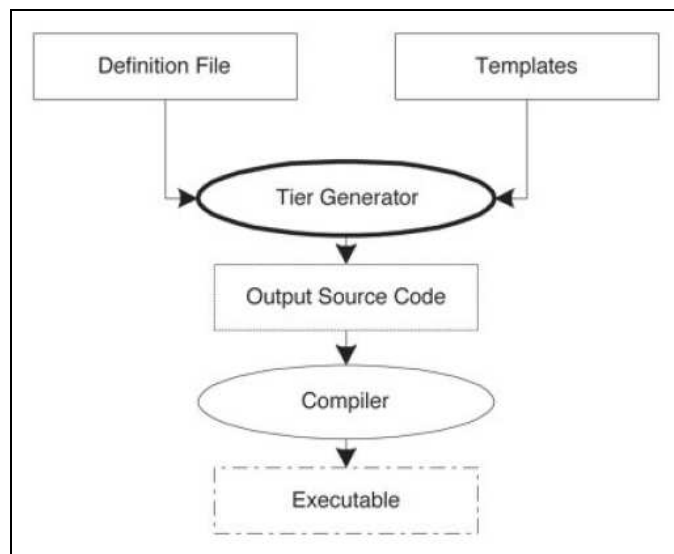 Definition File
Templates
Tier Generator
Output Source Code
Compiler
Executable